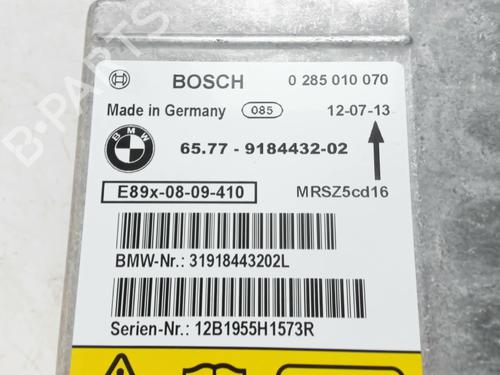 BOSCH 0 285 010 070
Made in Germany 085 12-07-13
BMW 65.77 - 9184432-02
E89x-08-09-410 MRSZ5cd16
BMW-Nr.: 31918443202L
Serien-Nr.: 12B1955H1573R
B-PARTS